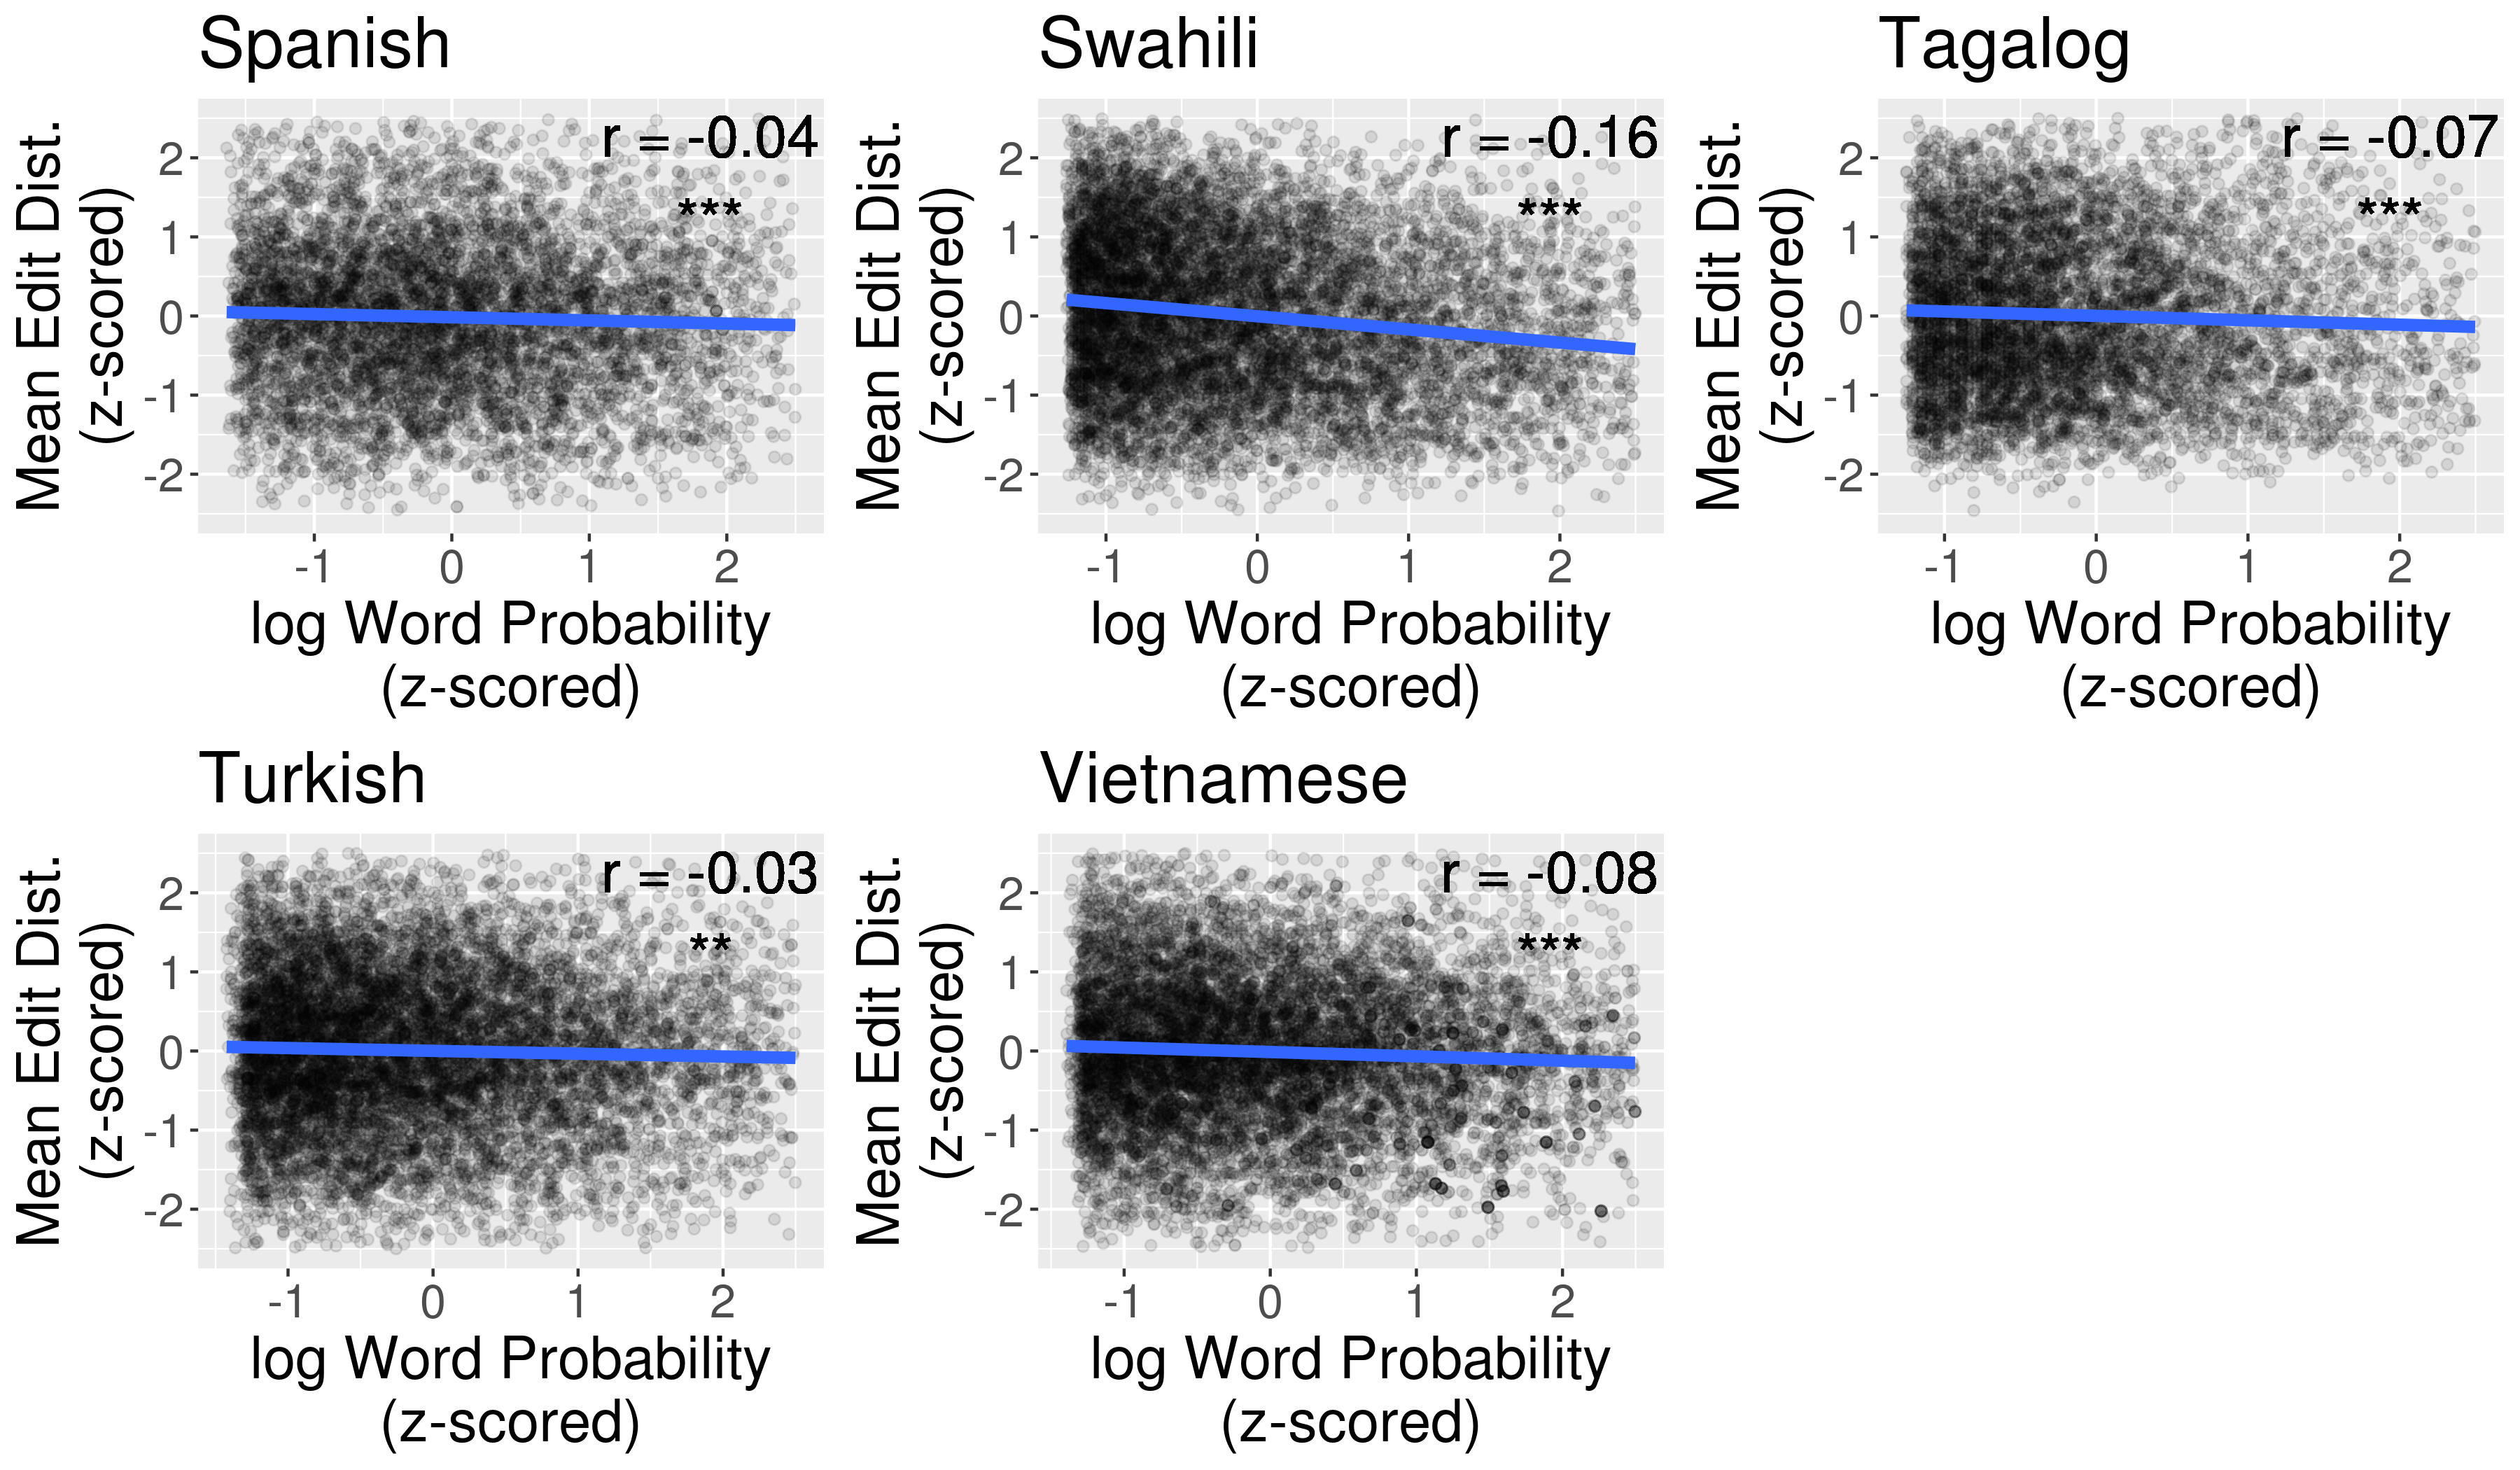 Spanish
Swahili
Tagalog
Mean Edit Dist.
(z-scored)
2
1
0
-1
-2
r = -0.04
***
-1 0 1 2
log Word Probability
(z-scored)
Mean Edit Dist.
(z-scored)
2
1
0
-1
-2
r = -0.16
***
-1 0 1 2
log Word Probability
(z-scored)
Mean Edit Dist.
(z-scored)
2
1
0
-1
-2
r = -0.07
***
-1 0 1 2
log Word Probability
(z-scored)
Turkish
Vietnamese
Mean Edit Dist.
(z-scored)
2
1
0
-1
-2
r = -0.03
**
-1 0 1 2
log Word Probability
(z-scored)
Mean Edit Dist.
(z-scored)
2
1
0
-1
-2
r = -0.08
***
-1 0 1 2
log Word Probability
(z-scored)